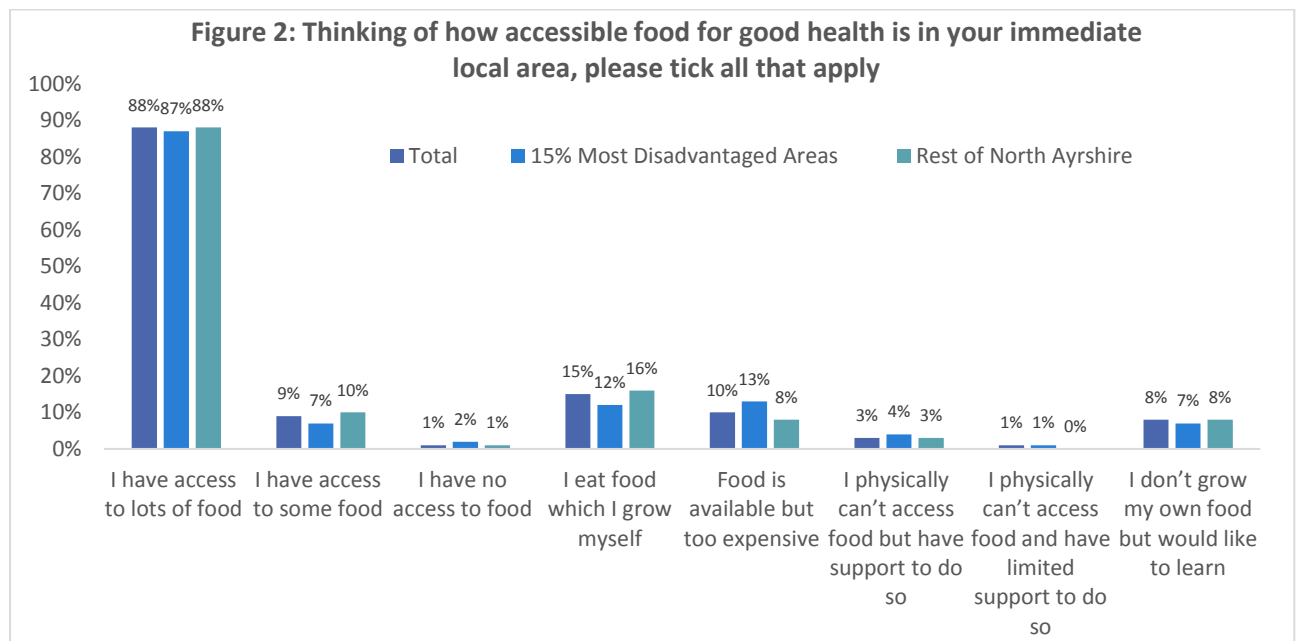 Figure 2: Thinking of how accessible food for good health is in your immediate
local area, please tick all that apply
100%
90%
80%
70%
60%
50%
40%
30%
20%
10%
0%
88% 87% 88%
9% 7% 10%
1% 2% 1%
15% 12% 16%
10% 13% 8%
3% 4% 3%
1% 1% 0%
8% 7% 8%
Total 15% Most Disadvantaged Areas Rest of North Ayrshire
I have access
to lots of food
I have access
to some food
I have no
access to food
I eat food
which I grow
myself
Food is
available but
too expensive
I physically
can’t access
food but have
support to do
so
I physically
can’t access
food and have
limited
support to do
so
I don’t grow
my own food
but would like
to learn